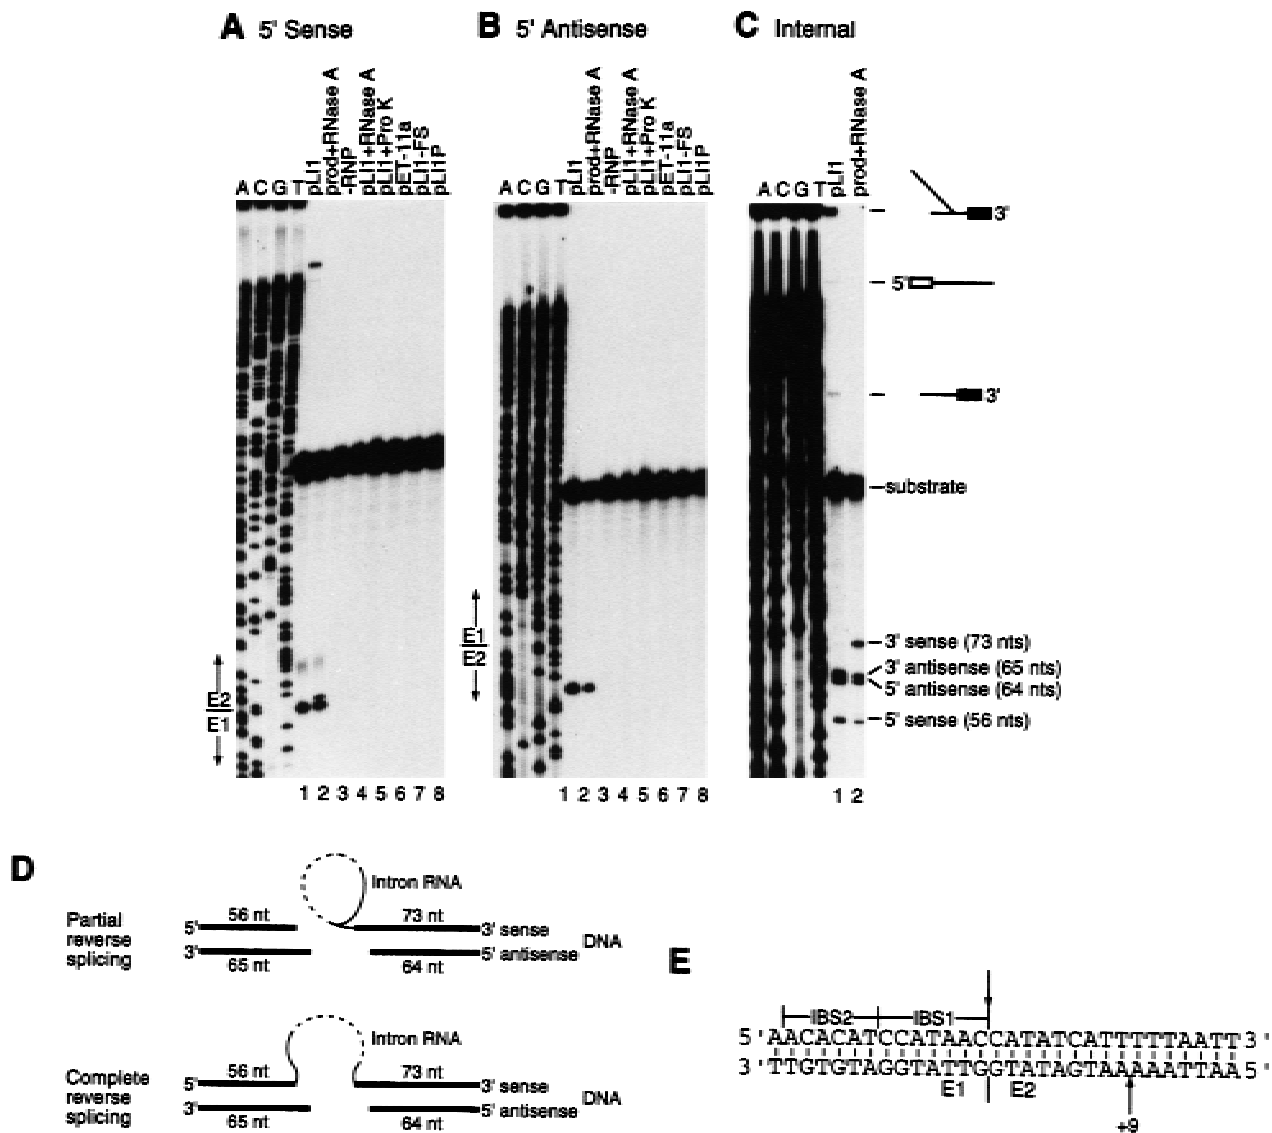 A 5' Sense
B 5' Antisense
C Internal
A C G T pLI1 prod+RNase A -RNP pLI1+RNase A pLI1+Pro K pET-11a pLI1-FS pLI1P
A C G T pLI1 prod+RNase A -RNP pLI1+RNase A pLI1+Pro K pET-11a pLI1-FS pLI1P
A C G T pLI1 prod+RNase A
3'
5'
3'
substrate
E1
E2
3' sense (73 nts)
3' antisense (65 nts)
5' antisense (64 nts)
E2
E1
5' sense (56 nts)
1 2 3 4 5 6 7 8
1 2 3 4 5 6 7 8
1 2
D
Partial reverse splicing
Intron RNA
56 nt
73 nt
5'
3' sense
3'
5' antisense
DNA
65 nt
64 nt
Complete reverse splicing
Intron RNA
56 nt
73 nt
5'
3' sense
3'
5' antisense
DNA
65 nt
64 nt
E
IBS2 IBS1
5' AACACATCCATAACCATATCATTTTTAATT 3'
3' TTGTGTAGGTATTGGTATAGTAAAAATTAA 5'
E1 E2
+9